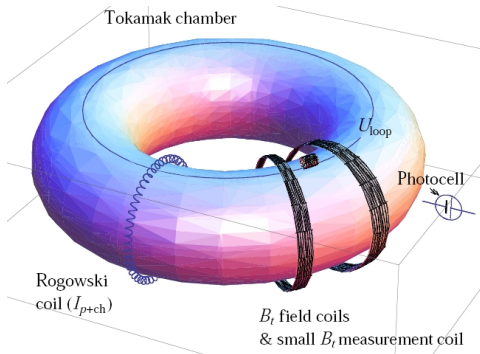 Tokamak chamber
U_loop
Photocell
Rogowski
coil (I_p+ch)
B_t field coils
& small B_t measurement coil